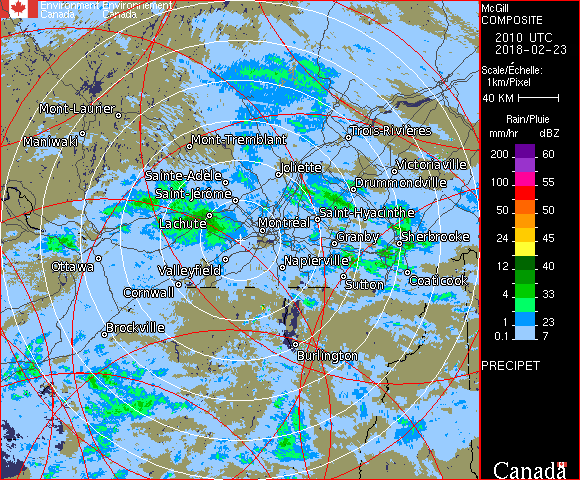 Environment Environnement
Canada Canada
McGill
COMPOSITE
2010 UTC
2018-02-23
Scale/Échelle:
1km/Pixel
40 KM
Rain/Pluie
mm/hr dBZ
200 60
100 55
50 50
24 45
12 40
4 33
1 23
0.1 7
PRECIPET
Canada
Mont-Laurier
Maniwaki
Mont-Tremblant
Trois-Rivières
Joliette
Victoriaville
Sainte-Adèle
Drummondville
Saint-Jérôme
Saint-Hyacinthe
Lachute
Montréal
Granby
Sherbrooke
Ottawa
Valleyfield
Napierville
Coaticook
Sutton
Cornwall
Brockville
Burlington